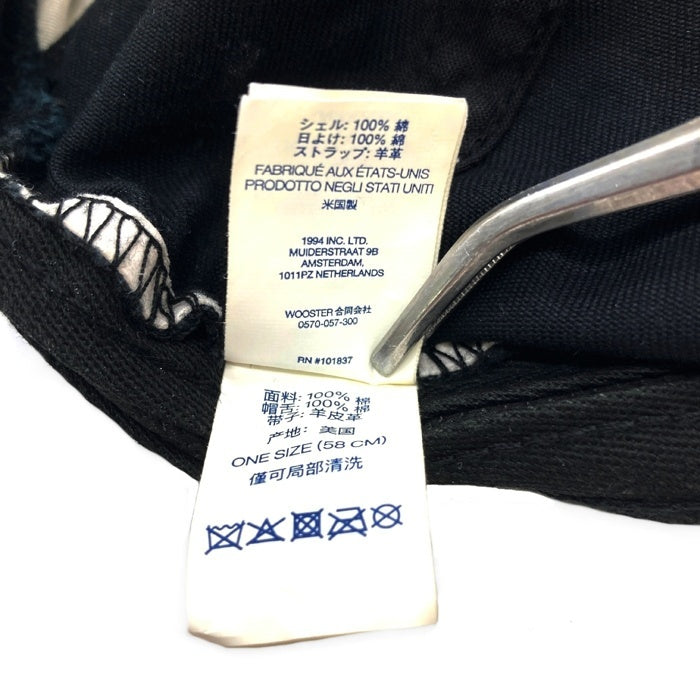 シェル: 100% 綿
日よけ: 100% 綿
ストラップ: 羊革
FABRIQUÉ AUX ÉTATS-UNIS
PRODOTTO NEGLI STATI UNITI
米国製
1994 INC. LTD.
MUIDERSTRAAT 9B
AMSTERDAM,
1011PZ NETHERLANDS
WOOSTER 合同会社
0570-057-300
RN #101837
面料: 100% 棉
帽舌: 100% 棉
带子: 羊皮革
产地: 美国
ONE SIZE (58 CM)
僅可局部清洗